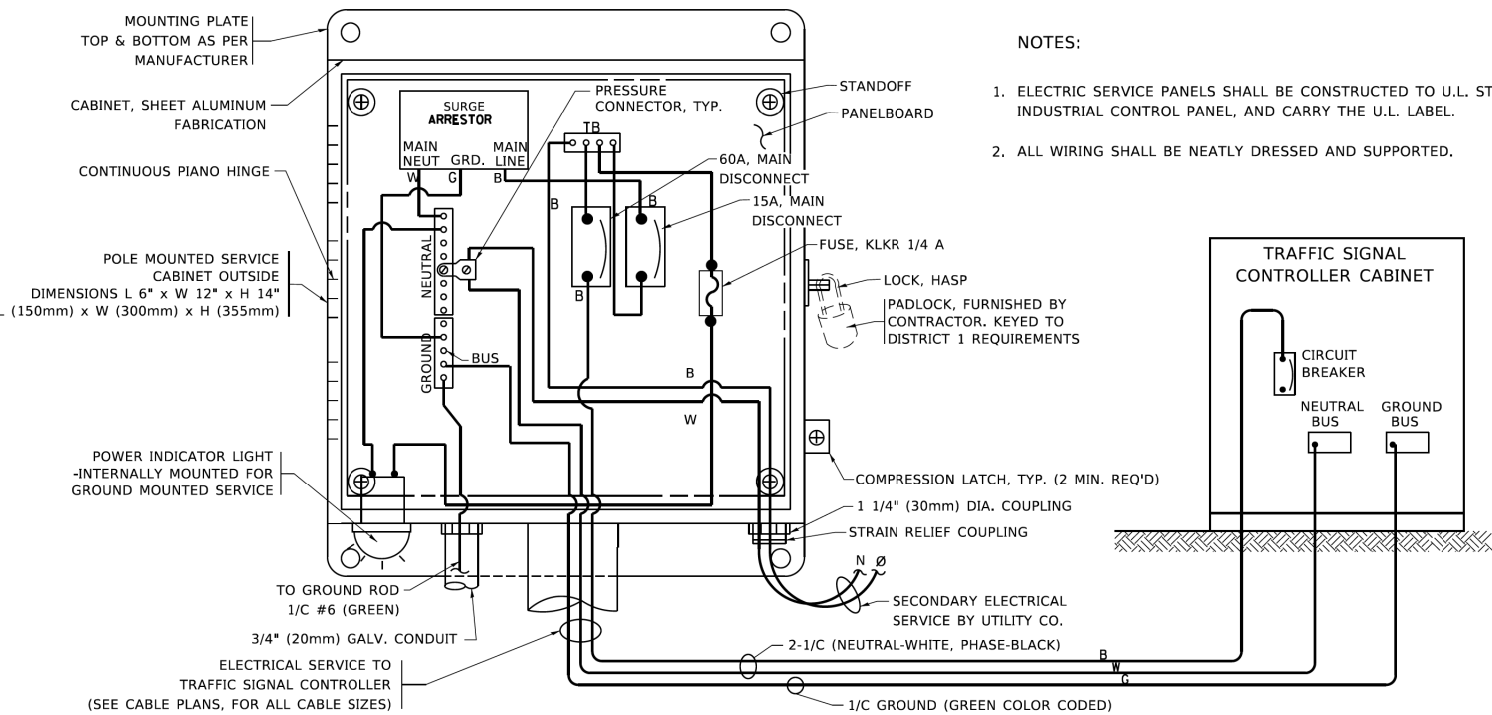 MOUNTING PLATE
TOP & BOTTOM AS PER
MANUFACTURER
CABINET, SHEET ALUMINUM
FABRICATION
CONTINUOUS PIANO HINGE
POLE MOUNTED SERVICE
CABINET OUTSIDE
DIMENSIONS L 6" x W 12" x H 14"
L (150mm) x W (300mm) x H (355mm)
POWER INDICATOR LIGHT
-INTERNALLY MOUNTED FOR
GROUND MOUNTED SERVICE
TO GROUND ROD
1/C #6 (GREEN)
3/4" (20mm) GALV. CONDUIT
ELECTRICAL SERVICE TO
TRAFFIC SIGNAL CONTROLLER
(SEE CABLE PLANS, FOR ALL CABLE SIZES)
SURGE
ARRESTOR
MAIN
NEUT
GRD.
MAIN
LINE
W
G
B
PRESSURE
CONNECTOR, TYP.
TB
B
B
B
NEUTRAL
GROUND
BUS
B
W
STANDOFF
PANELBOARD
60A, MAIN
DISCONNECT
15A, MAIN
DISCONNECT
FUSE, KLKR 1/4 A
LOCK, HASP
PADLOCK, FURNISHED BY
CONTRACTOR. KEYED TO
DISTRICT 1 REQUIREMENTS
COMPRESSION LATCH, TYP. (2 MIN. REQ'D)
1 1/4" (30mm) DIA. COUPLING
STRAIN RELIEF COUPLING
N Ø
SECONDARY ELECTRICAL
SERVICE BY UTILITY CO.
2-1/C (NEUTRAL-WHITE, PHASE-BLACK)
B
W
G
1/C GROUND (GREEN COLOR CODED)
NOTES:
1. ELECTRIC SERVICE PANELS SHALL BE CONSTRUCTED TO U.L. ST
INDUSTRIAL CONTROL PANEL, AND CARRY THE U.L. LABEL.
2. ALL WIRING SHALL BE NEATLY DRESSED AND SUPPORTED.
TRAFFIC SIGNAL
CONTROLLER CABINET
CIRCUIT
BREAKER
NEUTRAL
BUS
GROUND
BUS